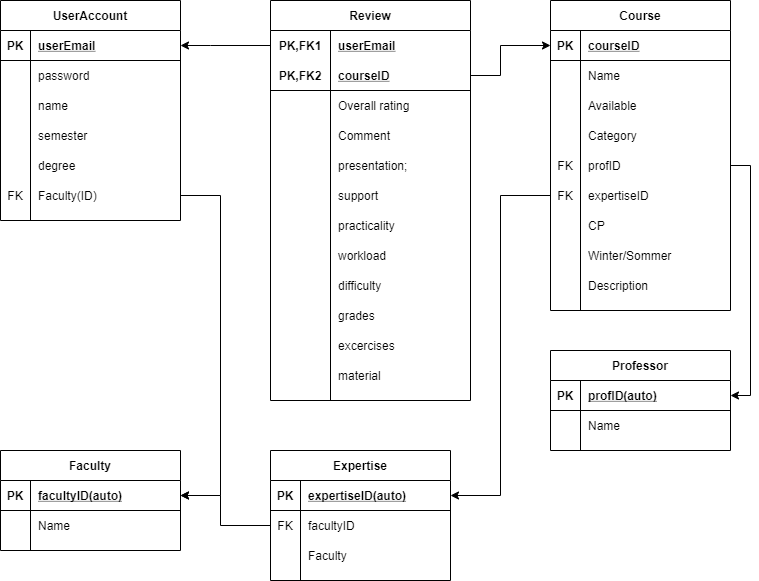 UserAccount
PK userEmail
password
name
semester
degree
FK Faculty(ID)
Review
PK,FK1 userEmail
PK,FK2 courseID
Overall rating
Comment
presentation;
support
practicality
workload
difficulty
grades
excercises
material
Course
PK courseID
Name
Available
Category
FK profID
FK expertiseID
CP
Winter/Sommer
Description
Professor
PK profID(auto)
Name
Faculty
PK facultyID(auto)
Name
Expertise
PK expertiseID(auto)
FK facultyID
Faculty